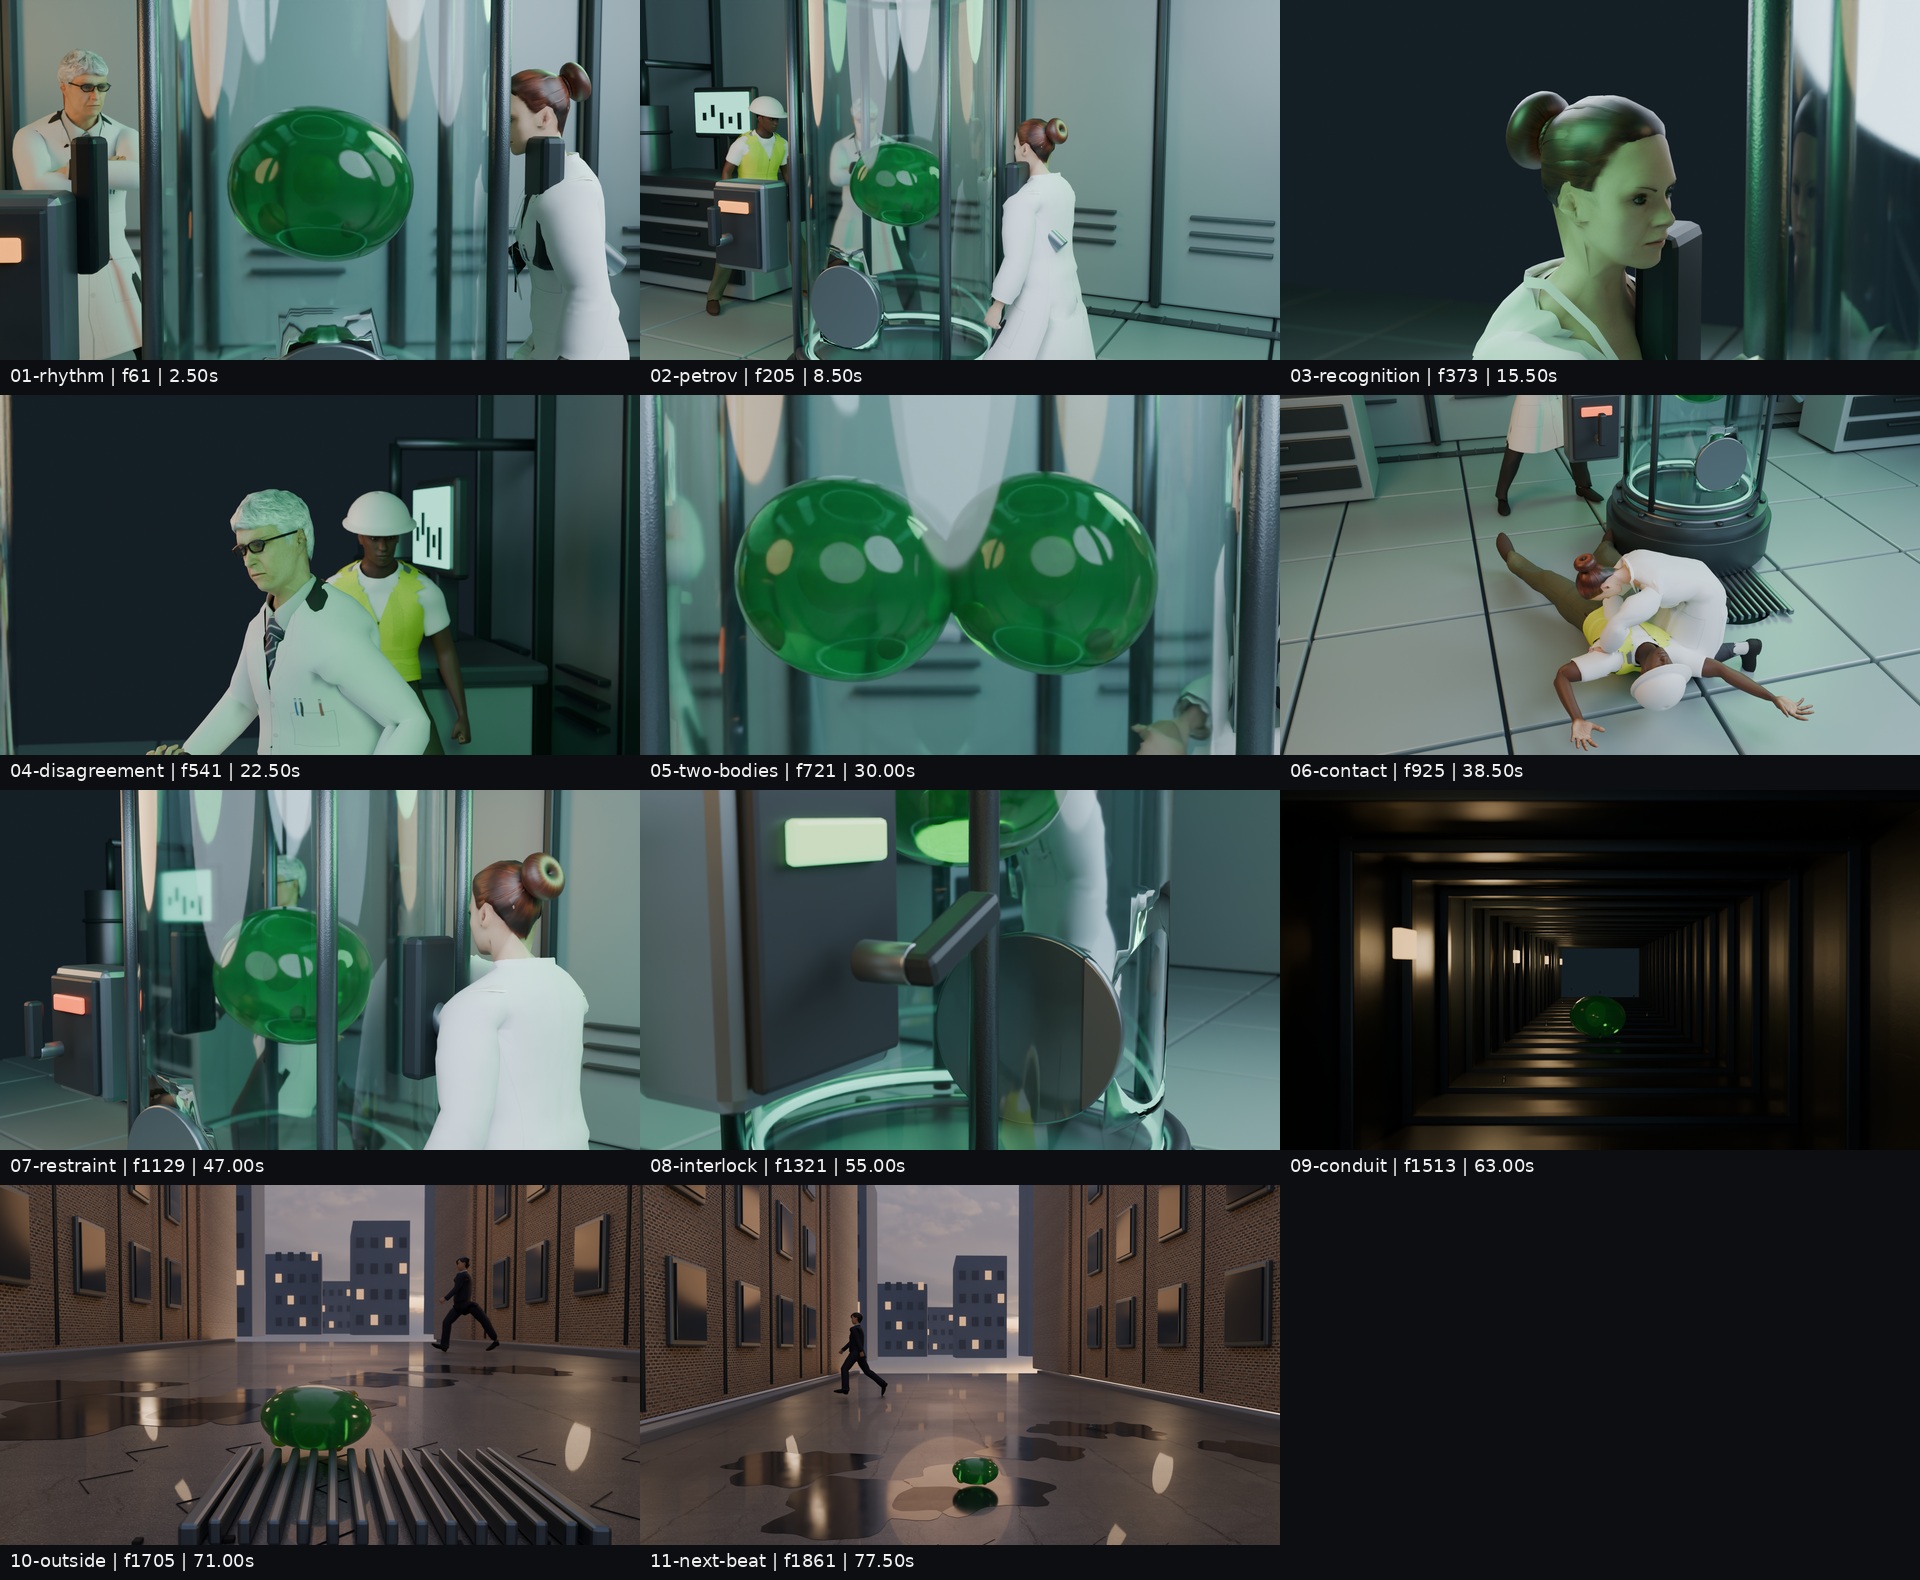 01-rhythm | f61 | 2.50s
02-petrov | f205 | 8.50s
03-recognition | f373 | 15.50s
04-disagreement | f541 | 22.50s
05-two-bodies | f721 | 30.00s
06-contact | f925 | 38.50s
07-restraint | f1129 | 47.00s
08-interlock | f1321 | 55.00s
09-conduit | f1513 | 63.00s
10-outside | f1705 | 71.00s
11-next-beat | f1861 | 77.50s